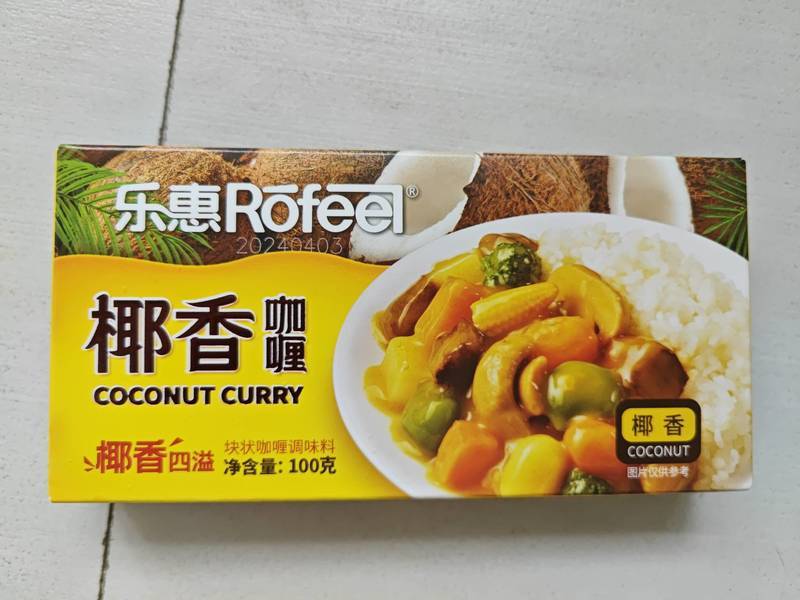 乐惠Rofeel®
20240403
椰香咖喱
COCONUT CURRY
椰香四溢
块状咖喱调味料
净含量：100克
椰香
COCONUT
图片仅供参考